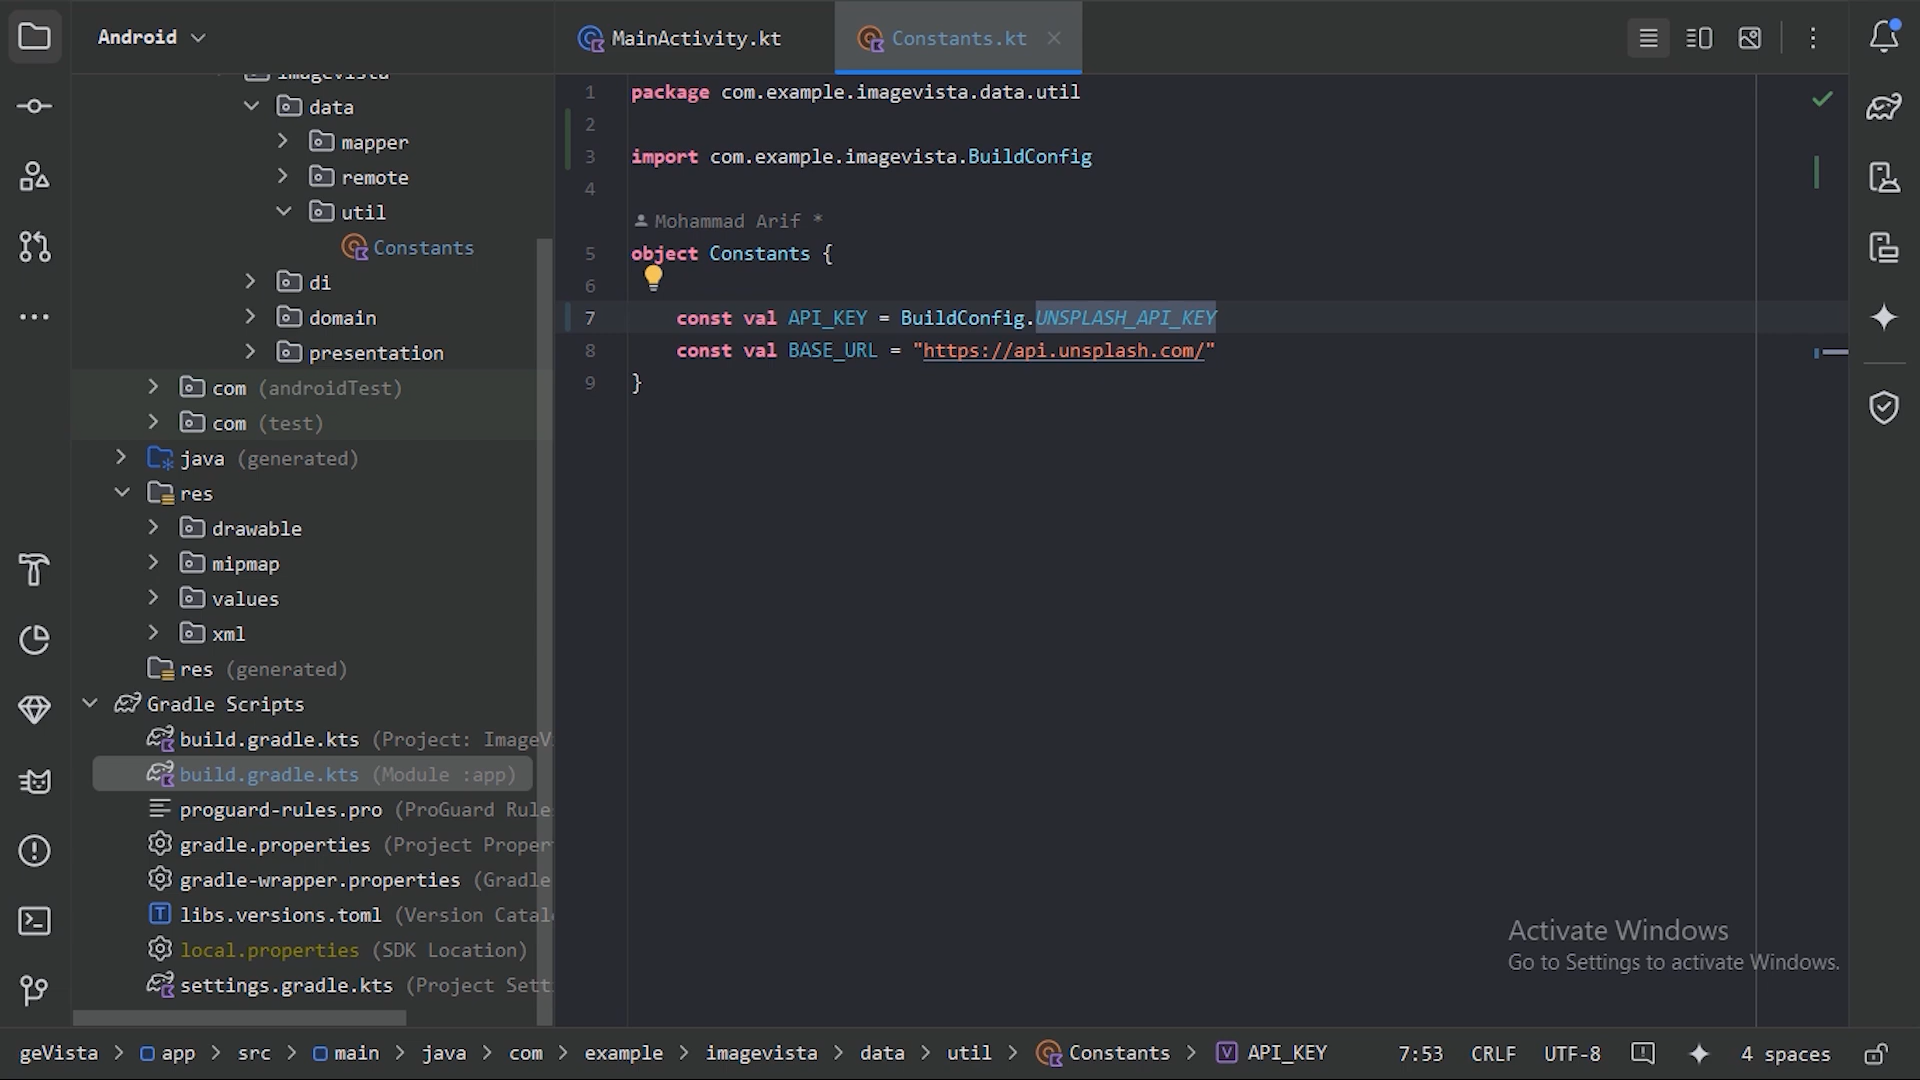 Android
MainActivity.kt
Constants.kt
imagevista
data
mapper
remote
util
Constants
di
domain
presentation
com (androidTest)
com (test)
java (generated)
res
drawable
mipmap
values
xml
res (generated)
Gradle Scripts
build.gradle.kts (Project: ImageV
build.gradle.kts (Module :app)
proguard-rules.pro (ProGuard Rule
gradle.properties (Project Proper
gradle-wrapper.properties (Gradle
libs.versions.toml (Version Catal
local.properties (SDK Location)
settings.gradle.kts (Project Sett
1 package com.example.imagevista.data.util
2
3 import com.example.imagevista.BuildConfig
4
Mohammad Arif *
5 object Constants {
6
7 const val API_KEY = BuildConfig.UNSPLASH_API_KEY
8 const val BASE_URL = "https://api.unsplash.com/"
9 }
Activate Windows
Go to Settings to activate Windows.
geVista > app > src > main > java > com > example > imagevista > data > util > Constants > API_KEY 7:53 CRLF UTF-8 4 spaces